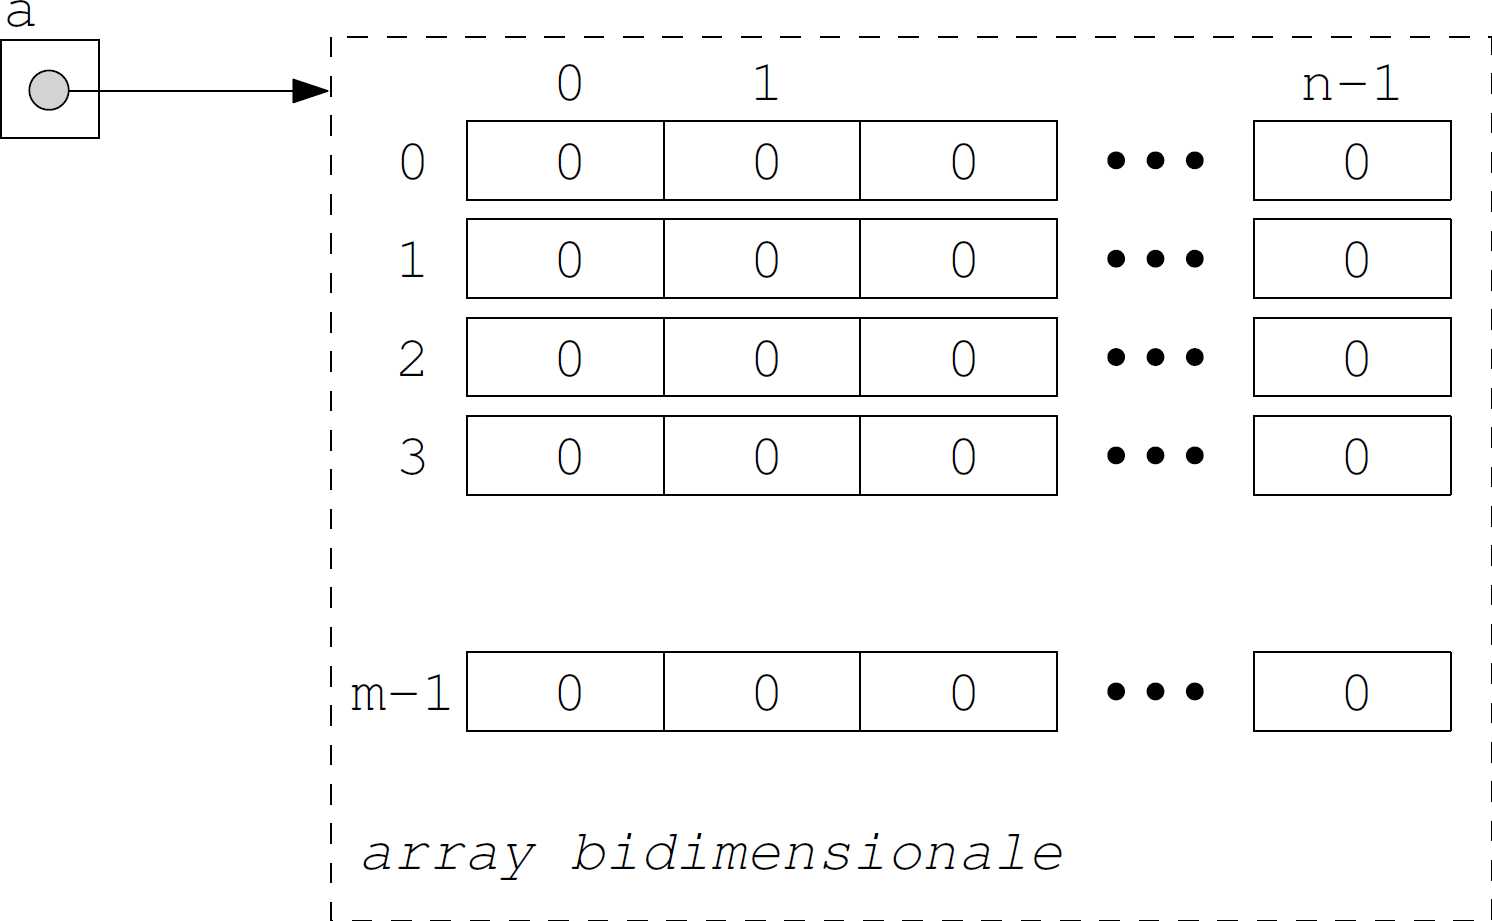 a
0 1 n-1
0 0 0 0 ••• 0
1 0 0 0 ••• 0
2 0 0 0 ••• 0
3 0 0 0 ••• 0
m-1 0 0 0 ••• 0
array bidimensionale